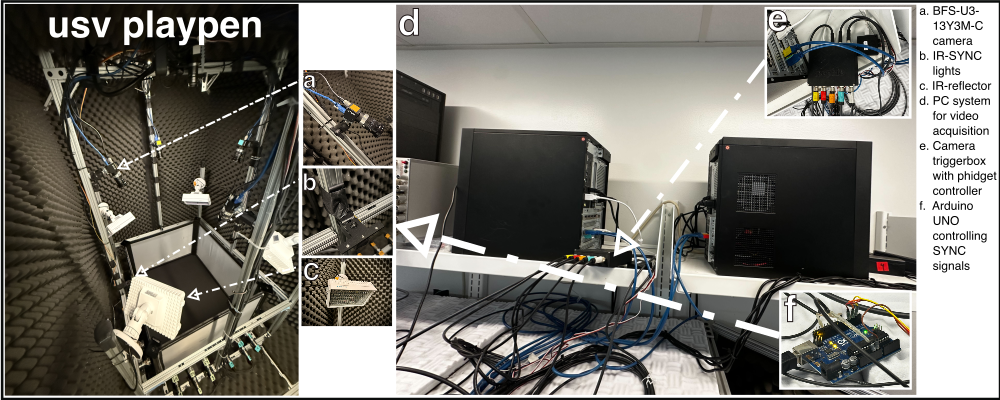 usv playpen
a
b
c
d
e
f
a. BFS-U3-
13Y3M-C
camera
b. IR-SYNC
lights
c. IR-reflector
d. PC system
for video
acquisition
e. Camera
triggerbox
with phidget
controller
f. Arduino
UNO
controlling
SYNC
signals